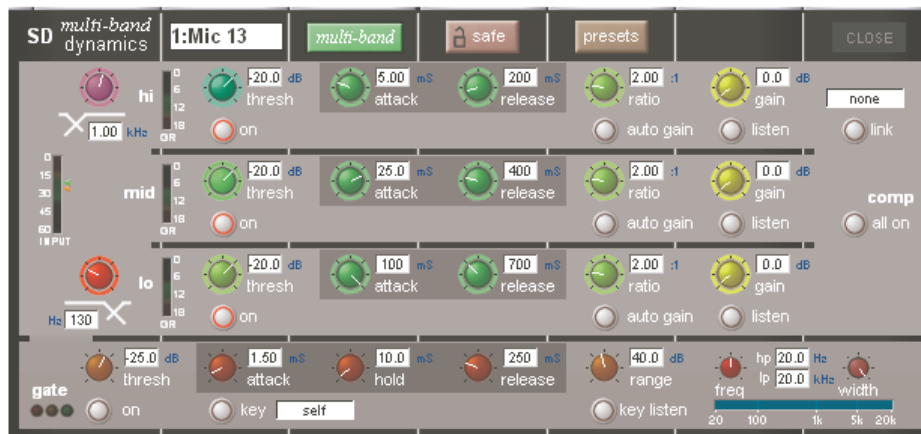 SD multi-band dynamics 1:Mic 13 multi-band safe presets CLOSE
hi 0 6 12 18 GR -20.0 dB thresh 5.00 mS attack 200 mS release 2.00 :1 ratio 0.0 dB gain none
1.00 kHz on auto gain listen link
0 15 30 45 60 INPUT mid 0 6 12 18 GR -20.0 dB thresh 25.0 mS attack 400 mS release 2.00 :1 ratio 0.0 dB gain comp
on auto gain listen all on
lo 0 6 12 18 GR -20.0 dB thresh 100 mS attack 700 mS release 2.00 :1 ratio 0.0 dB gain
Hz 130 on auto gain listen
gate -25.0 dB thresh 1.50 mS attack 10.0 mS hold 250 mS release 40.0 dB range freq hp 20.0 Hz lp 20.0 kHz width
on key self key listen 20 100 1k 5k 20k